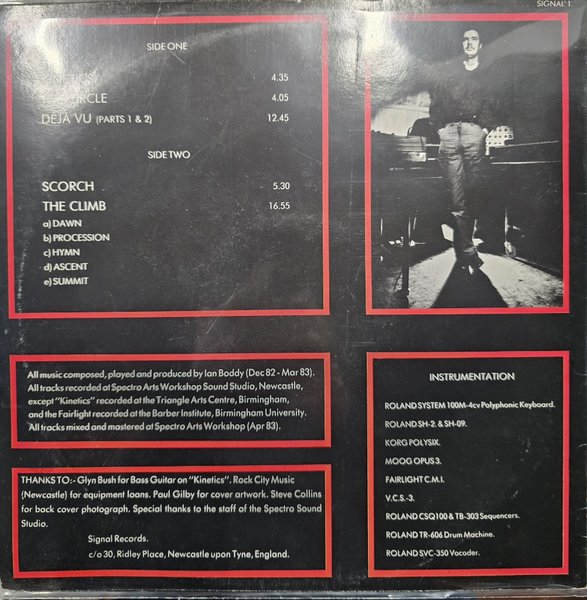 SIGNAL 1.
SIDE ONE
4.35
CIRCLE 4.05
DEJA VU (PARTS 1 & 2) 12.45
SIDE TWO
SCORCH 5.30
THE CLIMB 16.55
a) DAWN
b) PROCESSION
c) HYMN
d) ASCENT
e) SUMMIT
All music composed, played and produced by Ian Boddy (Dec 82 - Mar 83).
All tracks recorded at Spectro Arts Workshop Sound Studio, Newcastle,
except "Kinetics" recorded at the Triangle Arts Centre, Birmingham,
and the Fairlight recorded at the Barber Institute, Birmingham University.
All tracks mixed and mastered at Spectro Arts Workshop (Apr 83).
THANKS TO:- Glyn Bush for Bass Guitar on "Kinetics". Rock City Music
(Newcastle) for equipment loans. Paul Gilby for cover artwork. Steve Collins
for back cover photograph. Special thanks to the staff of the Spectro Sound
Studio.
Signal Records.
c/o 30, Ridley Place, Newcastle upon Tyne, England.
INSTRUMENTATION
ROLAND SYSTEM 100M-4cv Polyphonic Keyboard.
ROLAND SH-2. & SH-09.
KORG POLYSIX.
MOOG OPUS 3.
FAIRLIGHT C.M.I.
V.C.S.-3.
ROLAND CSQ100 & TB-303 Sequencers.
ROLAND TR-606 Drum Machine.
ROLAND SVC-350 Vocoder.